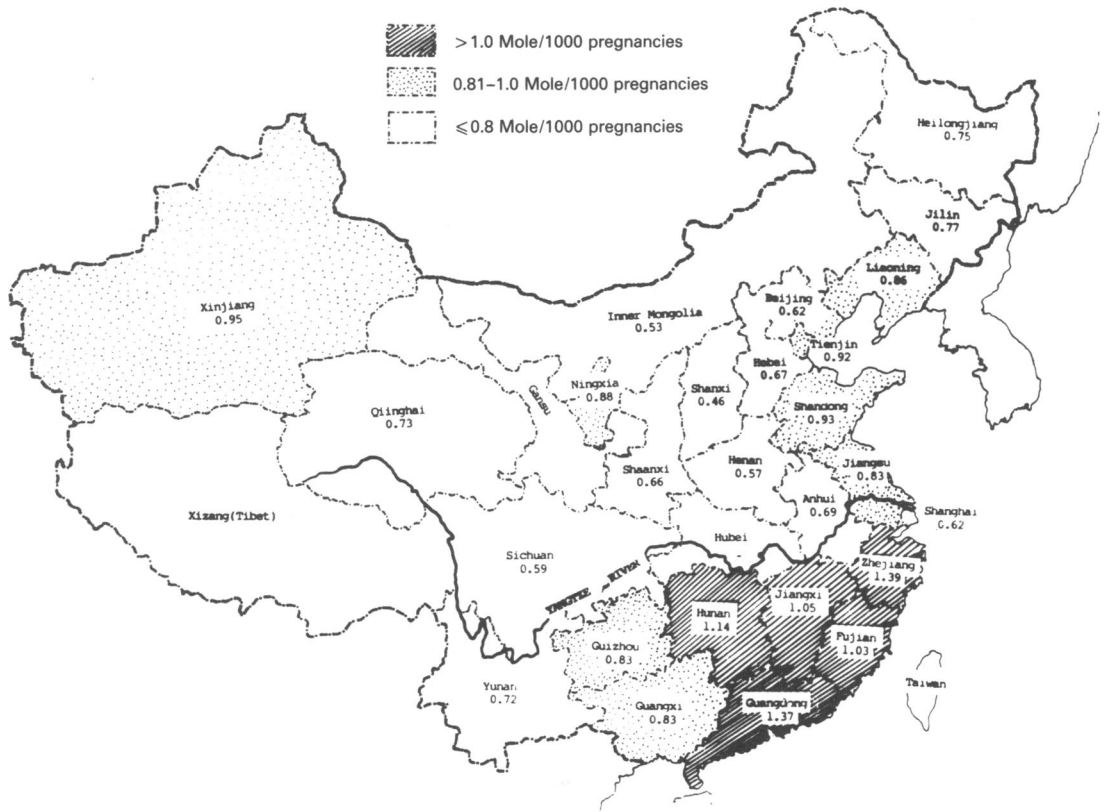 >1.0 Mole/1000 pregnancies
0.81–1.0 Mole/1000 pregnancies
⩽0.8 Mole/1000 pregnancies
Heilongjiang
0.75
Jilin
0.77
Liaoning
0.86
Beijing
0.62
Xinjiang
0.95
Inner Mongolia
0.53
Tienjin
0.92
Hebei
0.67
Ningxia
0.88
Gansu
Shanxi
0.46
Qiinghai
0.73
Shandong
0.93
Shaanxi
0.66
Henan
0.57
Jiangsu
0.83
Anhui
0.69
Shanghai
0.62
Xizang(Tibet)
Hubei
Sichuan
0.59
YANGTZE RIVER
Zhejiang
1.39
Jiangxi
1.05
Hunan
1.14
Fujian
1.03
Guizhou
0.83
Taiwan
Yunan
0.72
Guangxi
0.83
Guangdong
1.37